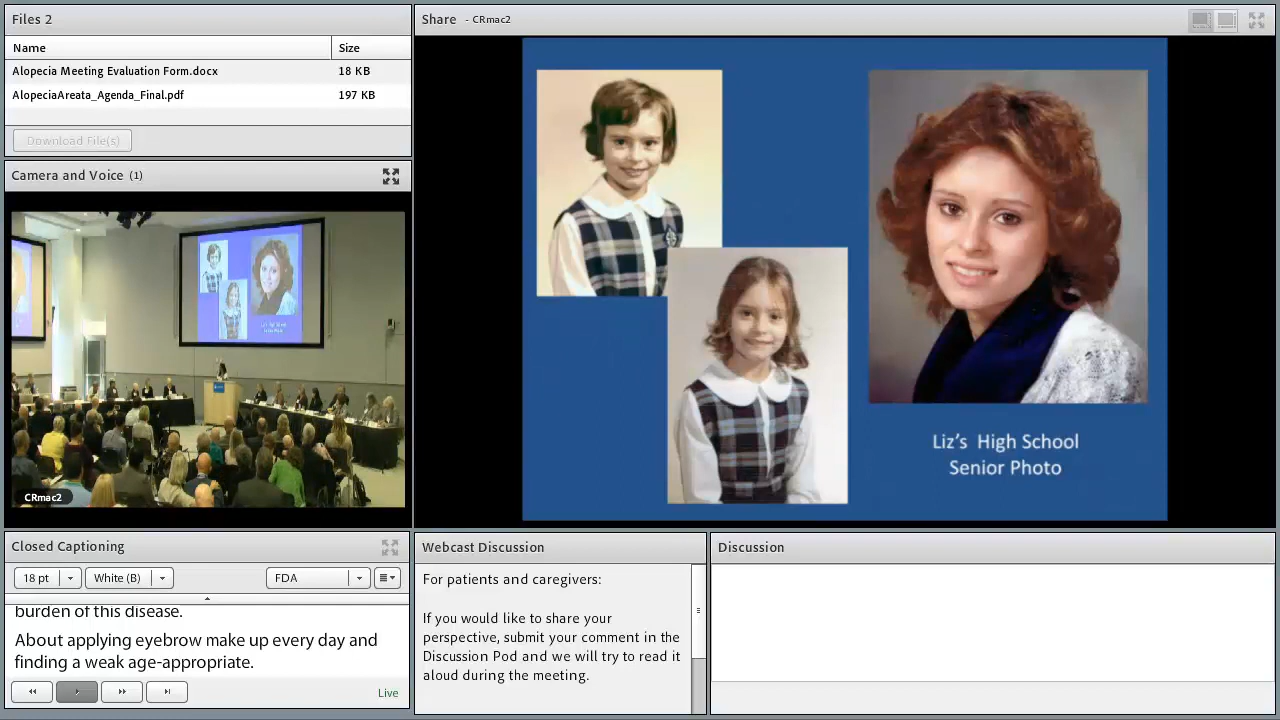 Files 2
Name
Size
Alopecia Meeting Evaluation Form.docx
18 KB
AlopeciaAreata_Agenda_Final.pdf
197 KB
Download File(s)
Camera and Voice (1)
CRmac2
Closed Captioning
18 pt
White (B)
FDA
burden of this disease.
About applying eyebrow make up every day and
finding a weak age-appropriate.
Live
Share - CRmac2
Liz's High School
Senior Photo
Webcast Discussion
For patients and caregivers:
If you would like to share your
perspective, submit your comment in the
Discussion Pod and we will try to read it
aloud during the meeting.
Discussion